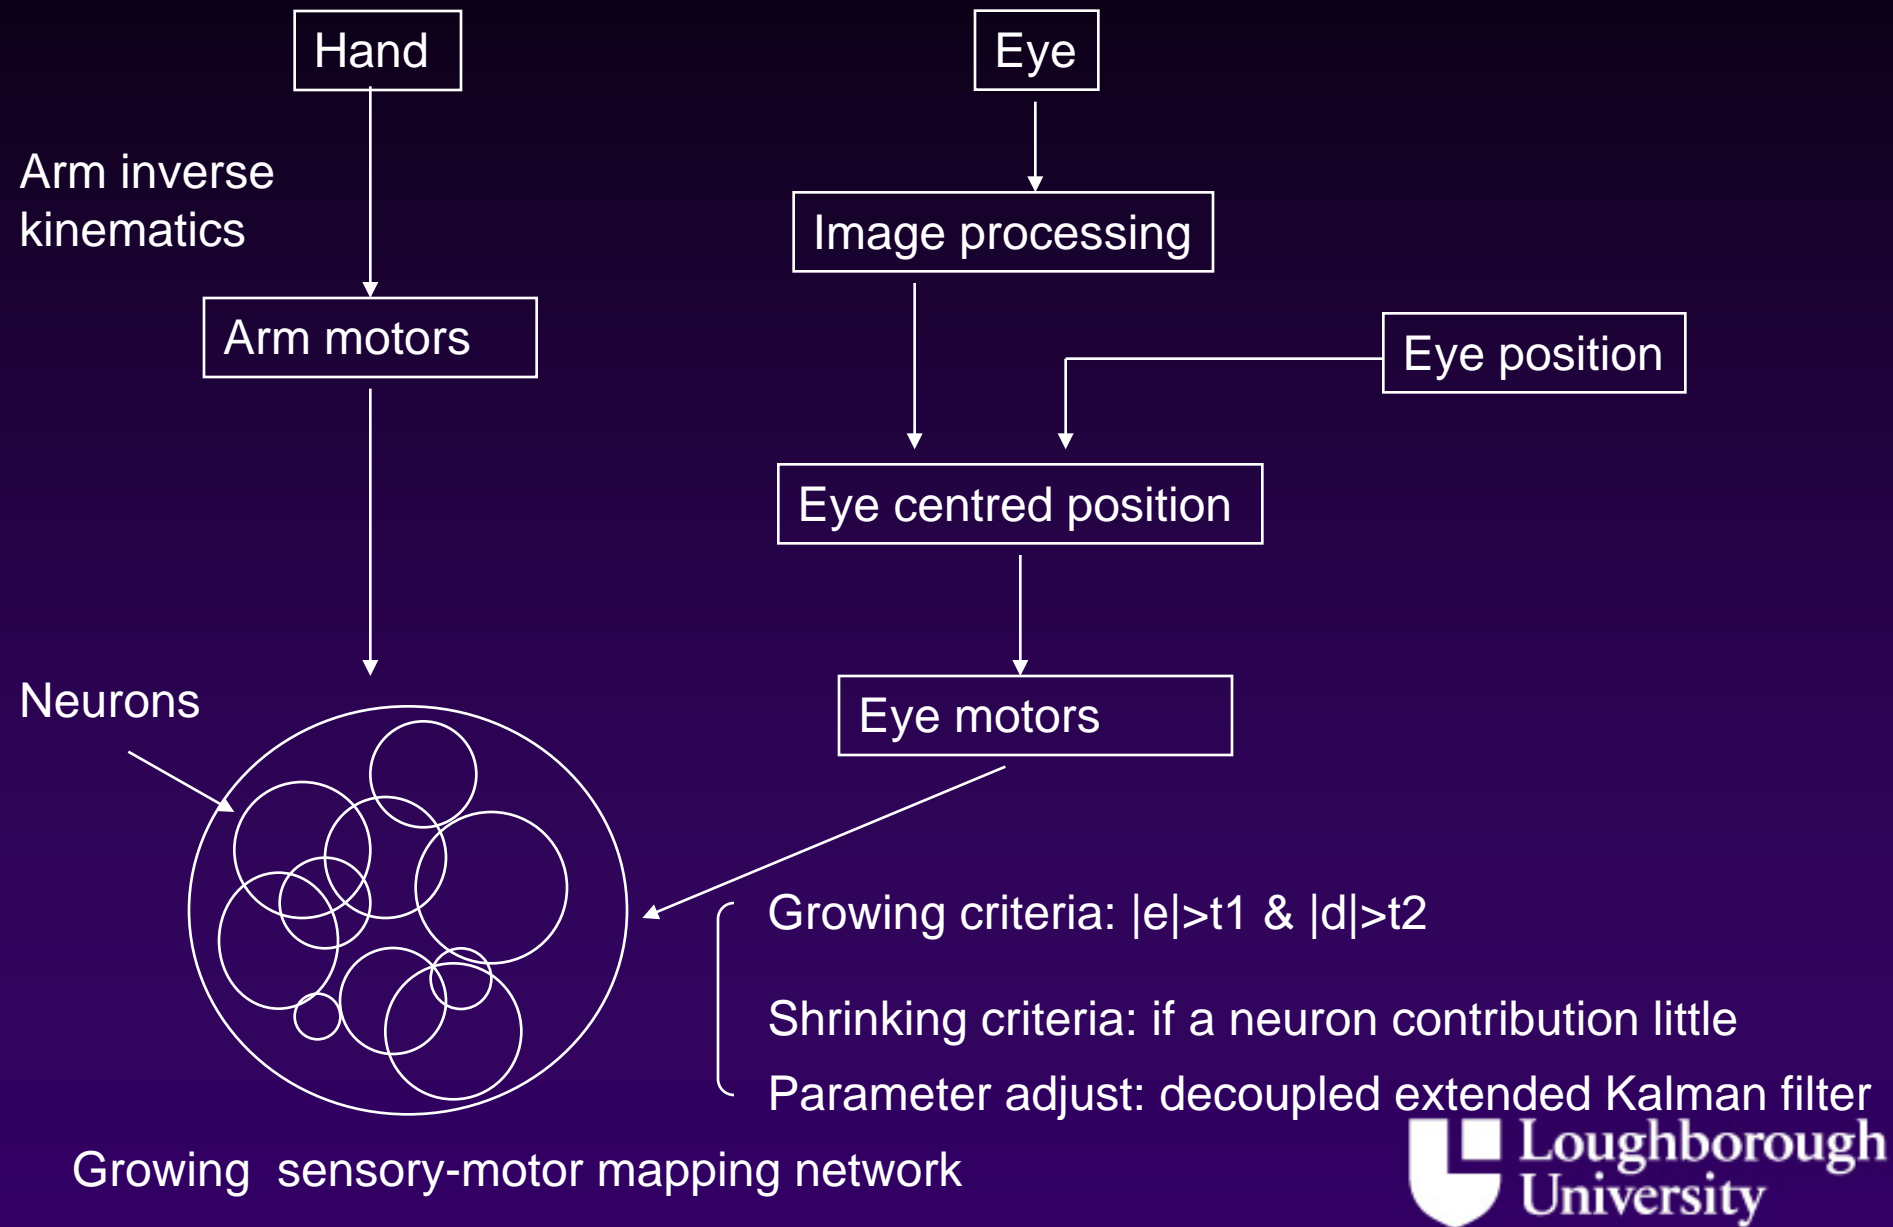 Hand
Eye
Arm inverse
kinematics
Image processing
Arm motors
Eye position
Eye centred position
Neurons
Eye motors
Growing criteria: |e|>t1 & |d|>t2
Shrinking criteria: if a neuron contribution little
Parameter adjust: decoupled extended Kalman filter
Growing sensory-motor mapping network
Loughborough
University